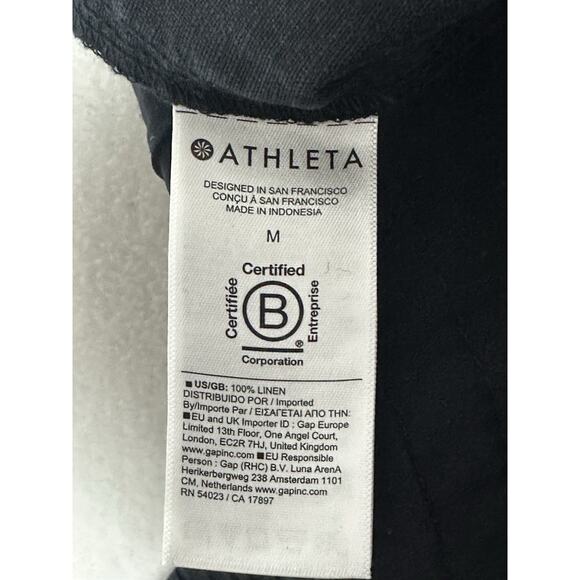 ATHLETA
DESIGNED IN SAN FRANCISCO
CONÇU À SAN FRANCISCO
MADE IN INDONESIA
M
Certified
Certifiée
B
Entreprise
®
Corporation
■ US/GB: 100% LINEN
DISTRIBUIDO POR / Imported
By/Importe Par / ΕΙΣΑΓΕΤΑΙ ΑΠΟ ΤΗΝ:
■ EU and UK Importer ID : Gap Europe
Limited 13th Floor, One Angel Court,
London, EC2R 7HJ, United Kingdom
www.gapinc.com ■ EU Responsible
Person : Gap (RHC) B.V. Luna ArenA
Herikerbergweg 238 Amsterdam 1101
CM, Netherlands www.gapinc.com
RN 54023 / CA 17897